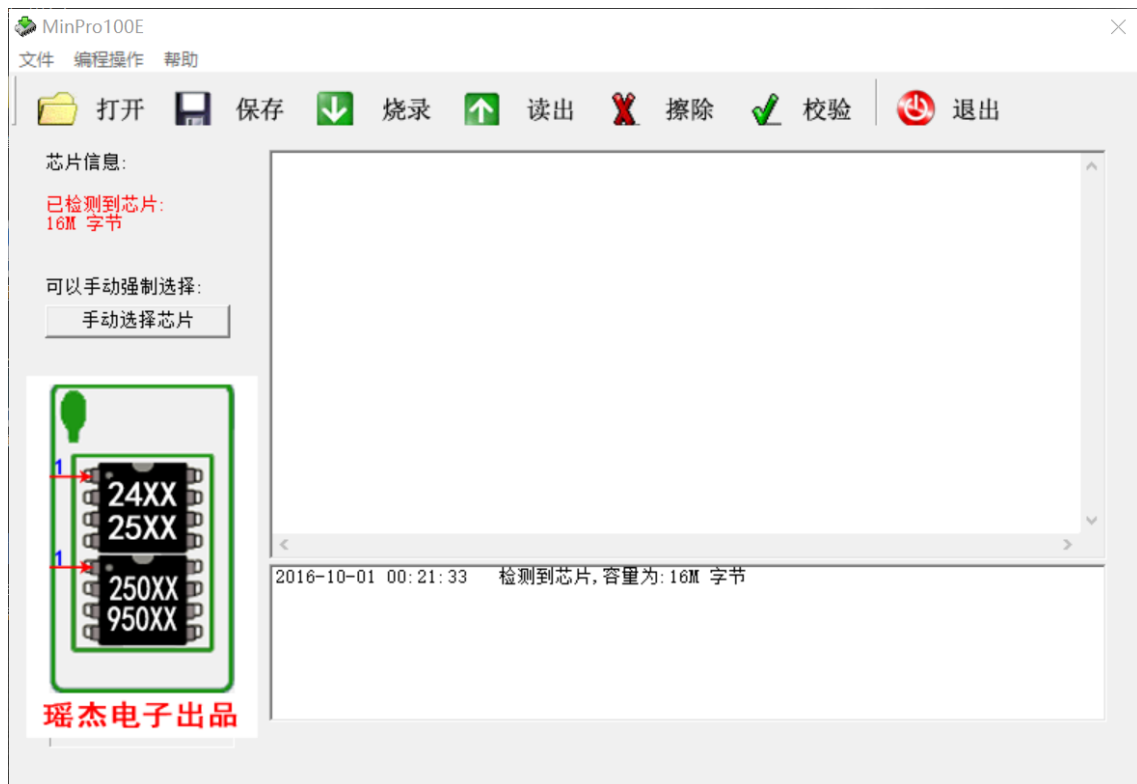 MinPro100E
文件 编程操作 帮助
打开 保存 烧录 读出 擦除 校验 退出
芯片信息:
已检测到芯片:
16M 字节
可以手动强制选择:
手动选择芯片
1
24XX
25XX
1
250XX
950XX
瑶杰电子出品
2016-10-01 00:21:33 检测到芯片,容量为:16M 字节